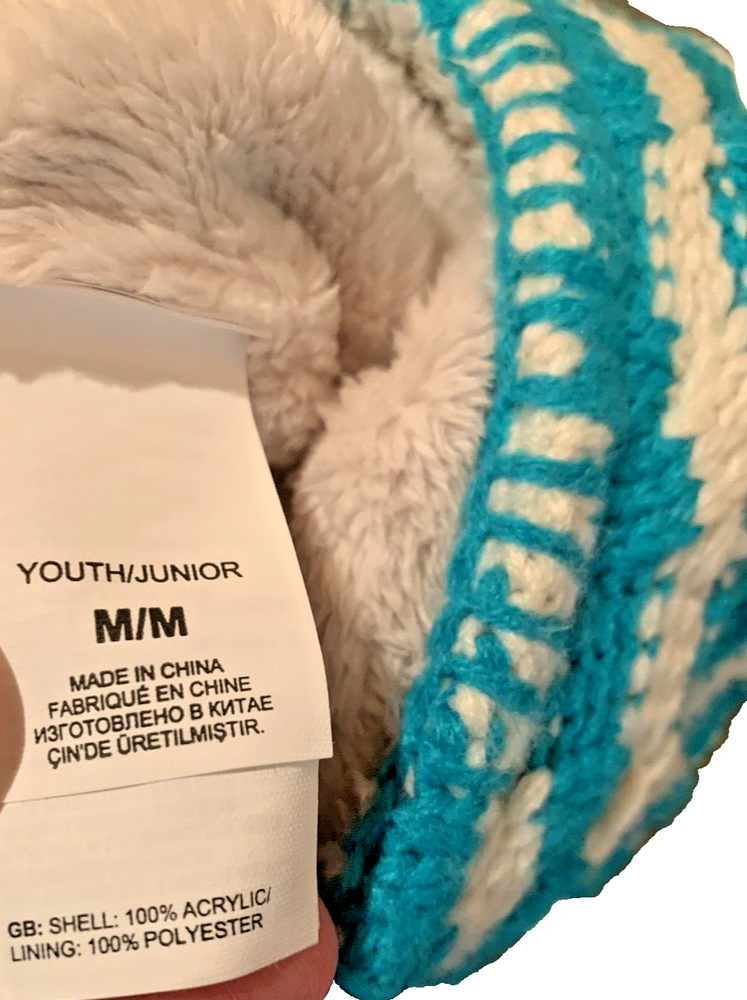 YOUTH/JUNIOR
M/M
MADE IN CHINA
FABRIQUÉ EN CHINE
ИЗГОТОВЛЕНО В КИТАЕ
ÇIN'DE ÜRETILMIŞTIR.
GB: SHELL: 100% ACRYLIC/
LINING: 100% POLYESTER